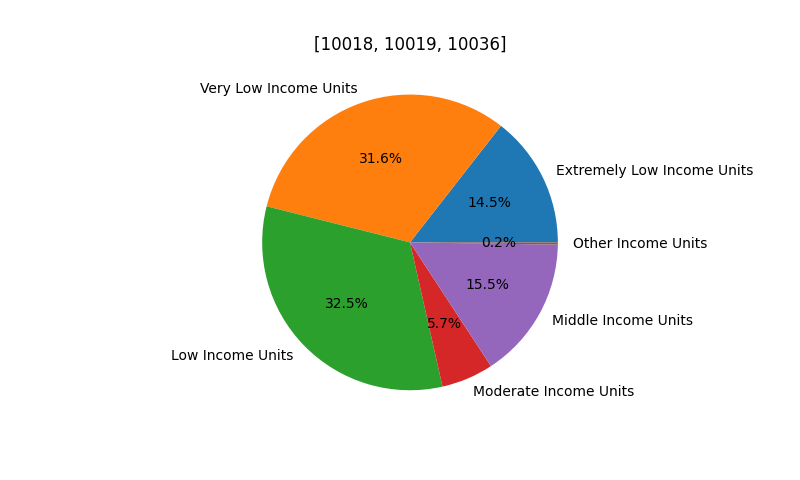 [10018, 10019, 10036]
Very Low Income Units
31.6%
Extremely Low Income Units
14.5%
0.2%
Other Income Units
15.5%
32.5%
Middle Income Units
5.7%
Low Income Units
Moderate Income Units